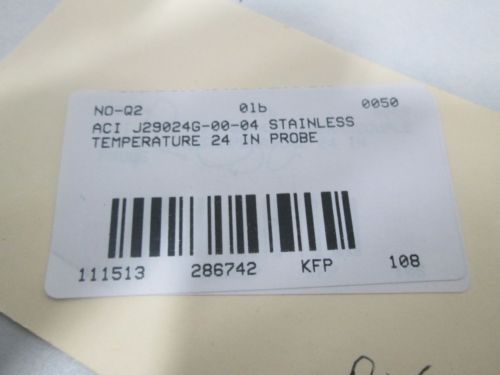 NO-Q2 01b 0050
ACI J29024G-00-04 STAINLESS
TEMPERATURE 24 IN PROBE
111513 286742 KFP 108